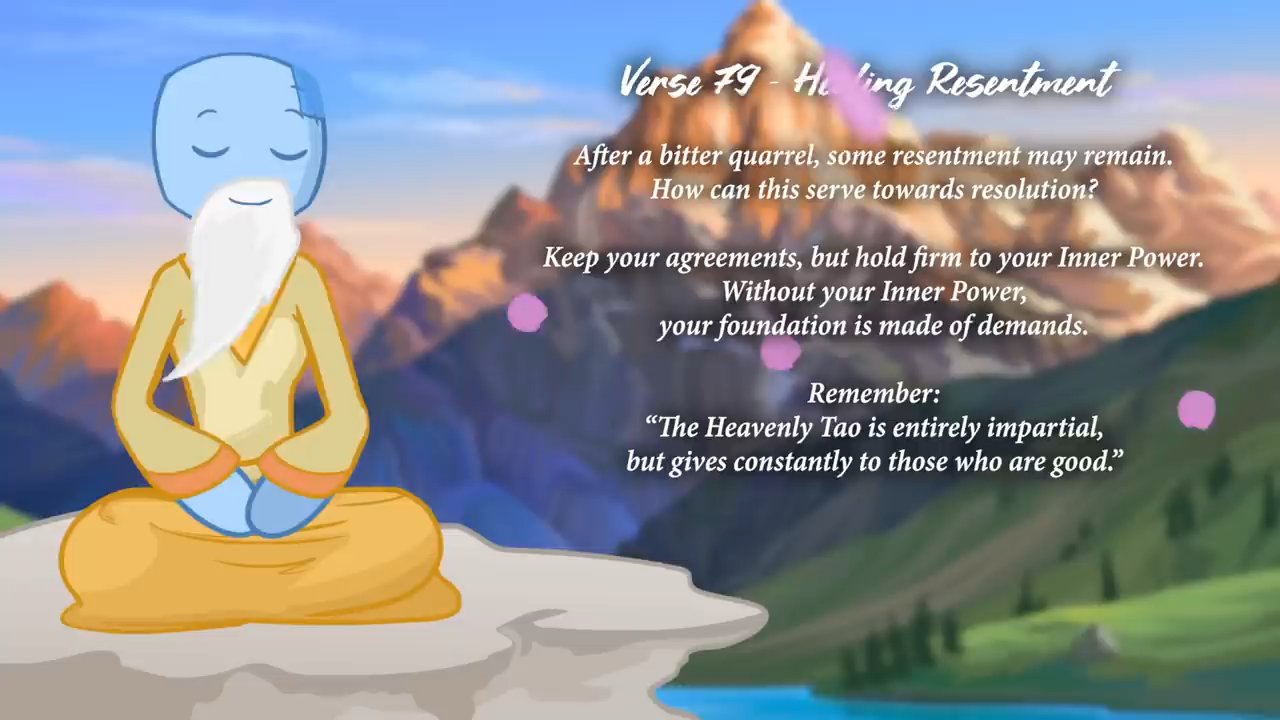 Verse 79 - Healing Resentment
After a bitter quarrel, some resentment may remain.
How can this serve towards resolution?
Keep your agreements, but hold firm to your Inner Power.
Without your Inner Power,
your foundation is made of demands.
Remember:
“The Heavenly Tao is entirely impartial,
but gives constantly to those who are good.”